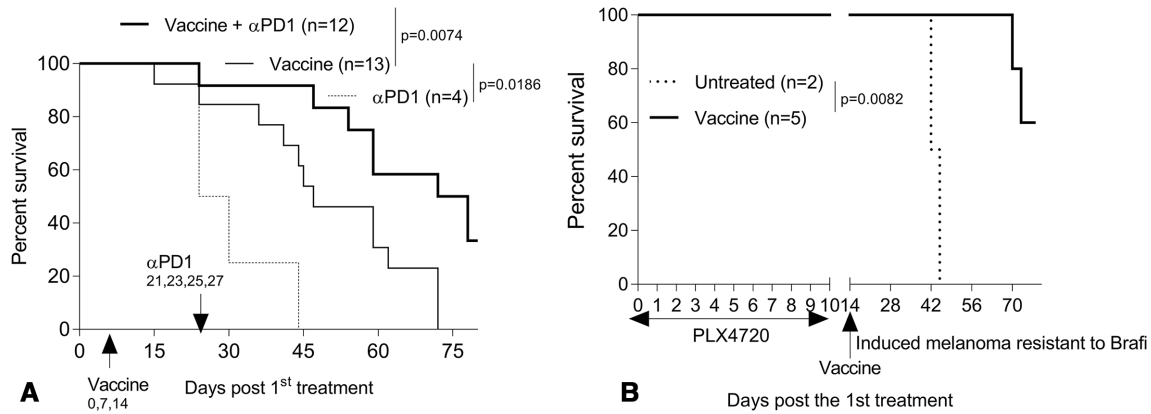 Vaccine + αPD1 (n=12)
p=0.0074
Vaccine (n=13)
αPD1 (n=4)
p=0.0186
Percent survival
100
80
60
40
20
0
0 15 30 45 60 75
αPD1
21,23,25,27
Vaccine
0,7,14
Days post 1st treatment
A
Percent survival
100
80
60
40
20
0
Untreated (n=2)
Vaccine (n=5)
p=0.0082
0 1 2 3 4 5 6 7 8 9 10 14 28 42 56 70
PLX4720
Induced melanoma resistant to Brafi
Vaccine
Days post the 1st treatment
B